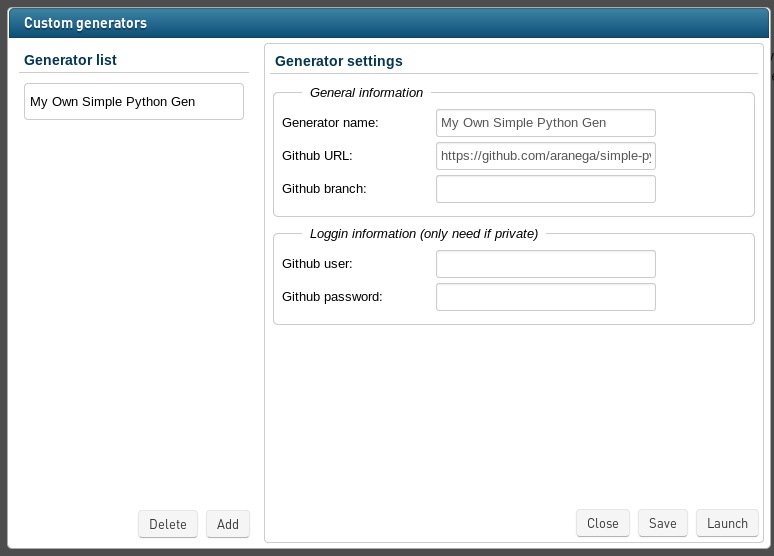 Custom generators
Generator list
My Own Simple Python Gen
Delete
Add
Generator settings
General information
Generator name:
My Own Simple Python Gen
Github URL:
https://github.com/aranega/simple-py
Github branch:
Loggin information (only need if private)
Github user:
Github password:
Close
Save
Launch